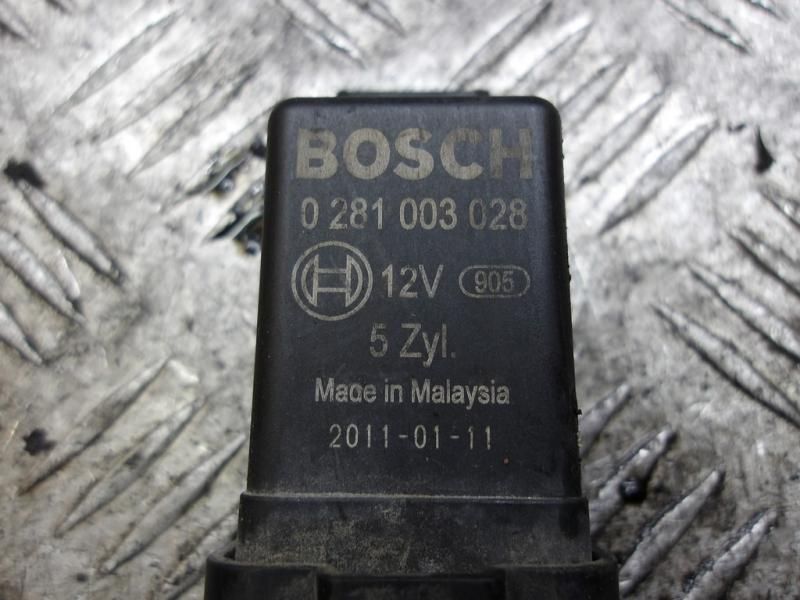 BOSCH
0 281 003 028
12V 905
5 Zyl.
Made in Malaysia
2011-01-11